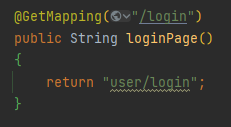 @GetMapping("/login")
public String loginPage()
{
    return "user/login";
}